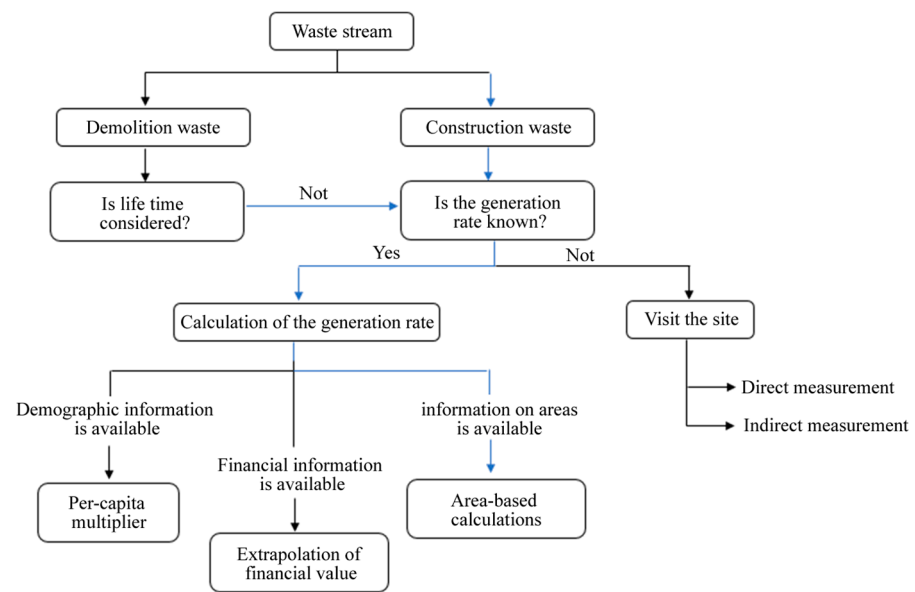 Waste stream
Demolition waste
Construction waste
Is life time
considered?
Not
Is the generation
rate known?
Yes
Not
Calculation of the generation rate
Visit the site
Direct measurement
Indirect measurement
Demographic information
is available
information on areas
is available
Financial information
is available
Per-capita
multiplier
Area-based
calculations
Extrapolation of
financial value